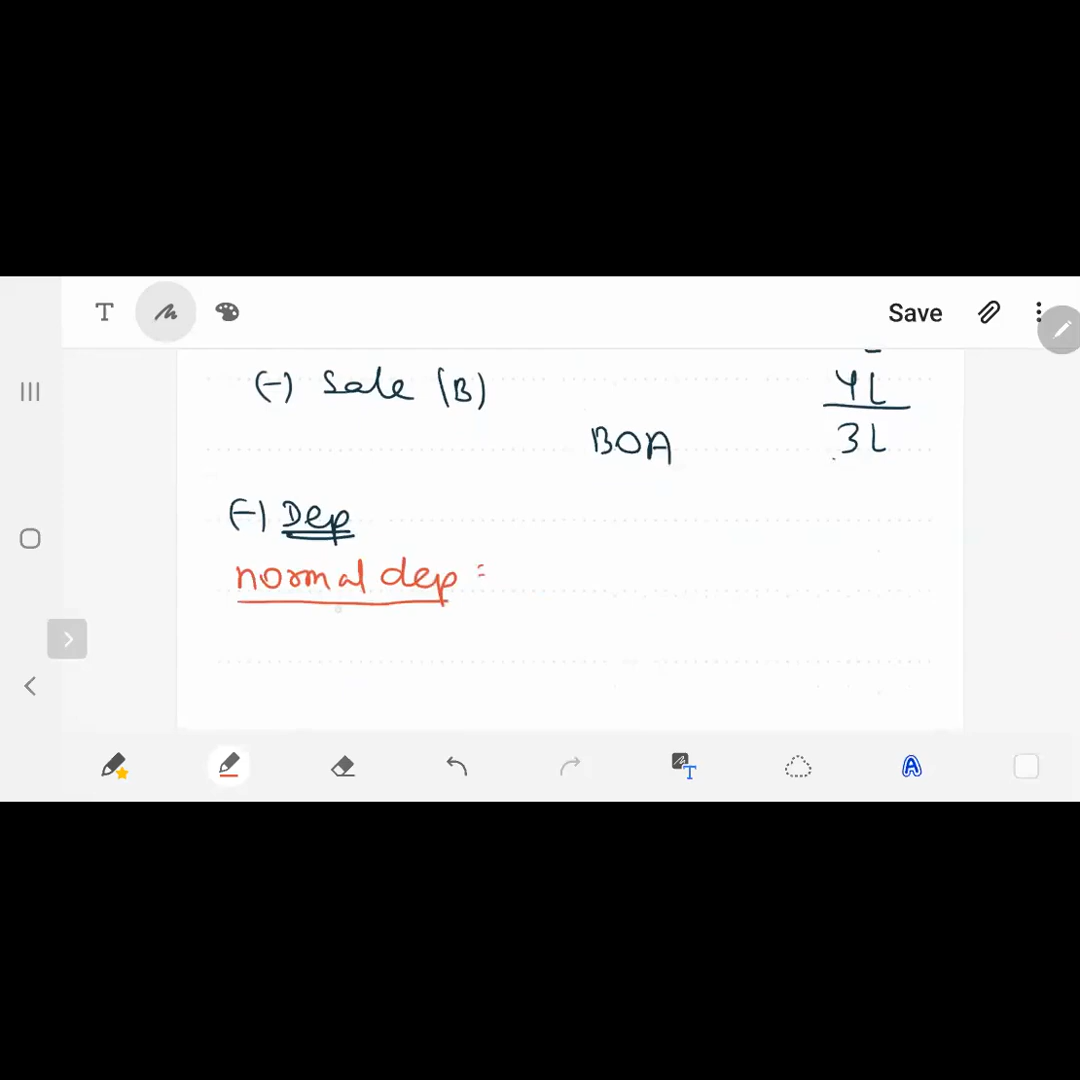 T Save
(-) Sale (B) 4L
BOA 3L
(-) Dep
normal dep =
T
A